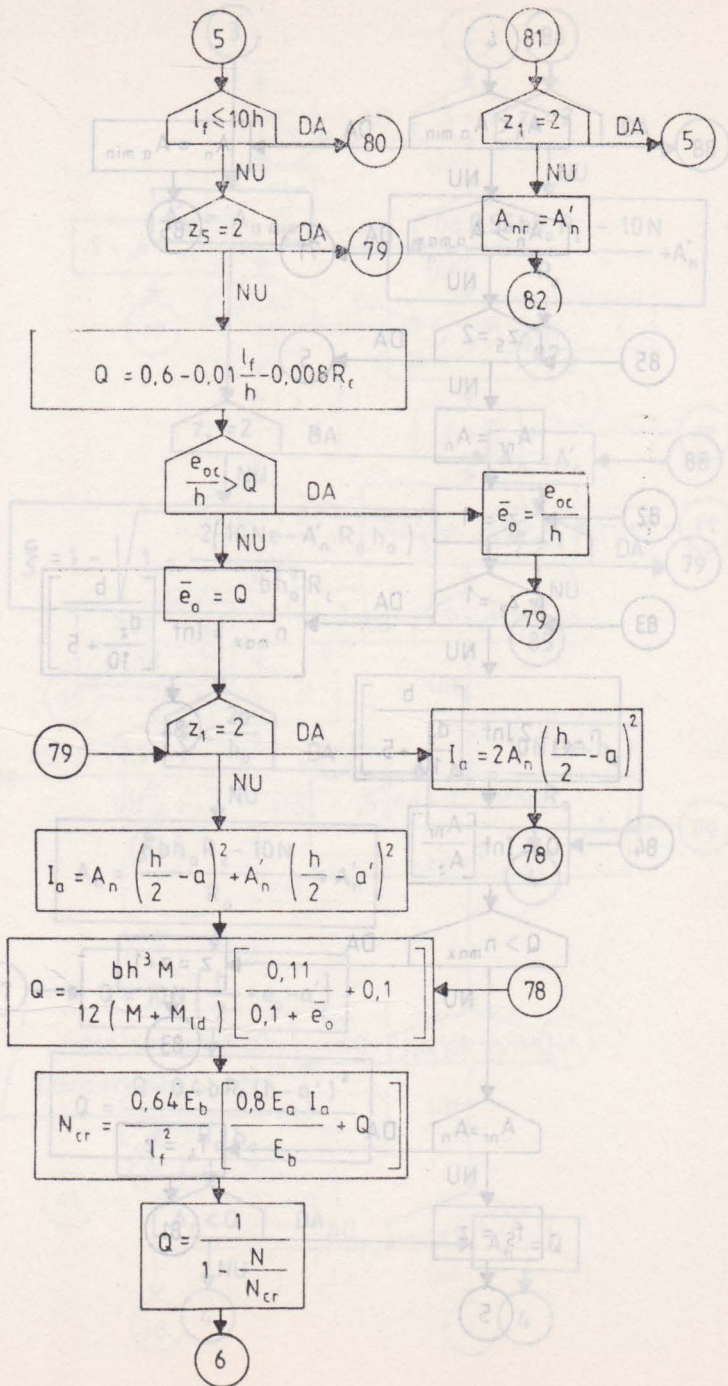 5
l_f ≤ 10h
DA
80
NU
z_5 = 2
DA
79
NU
Q = 0,6 - 0,01 l_f/h - 0,008 R_c
e_oc/h > Q
DA
ē_o = e_oc/h
79
NU
ē_o = Q
79
z_1 = 2
DA
I_a = 2A_n (h/2 - a)^2
78
NU
I_a = A_n (h/2 - a)^2 + A'_n (h/2 - a')^2
Q = bh^3 M / 12 (M + M_ld) [0,11 / (0,1 + ē_o) + 0,1]
78
N_cr = 0,64 E_b / l_f^2 [0,8 E_a I_a / E_b + Q]
Q = 1 / (1 - N/N_cr)
6
81
z_1 = 2
DA
5
NU
A_nr = A'_n
82